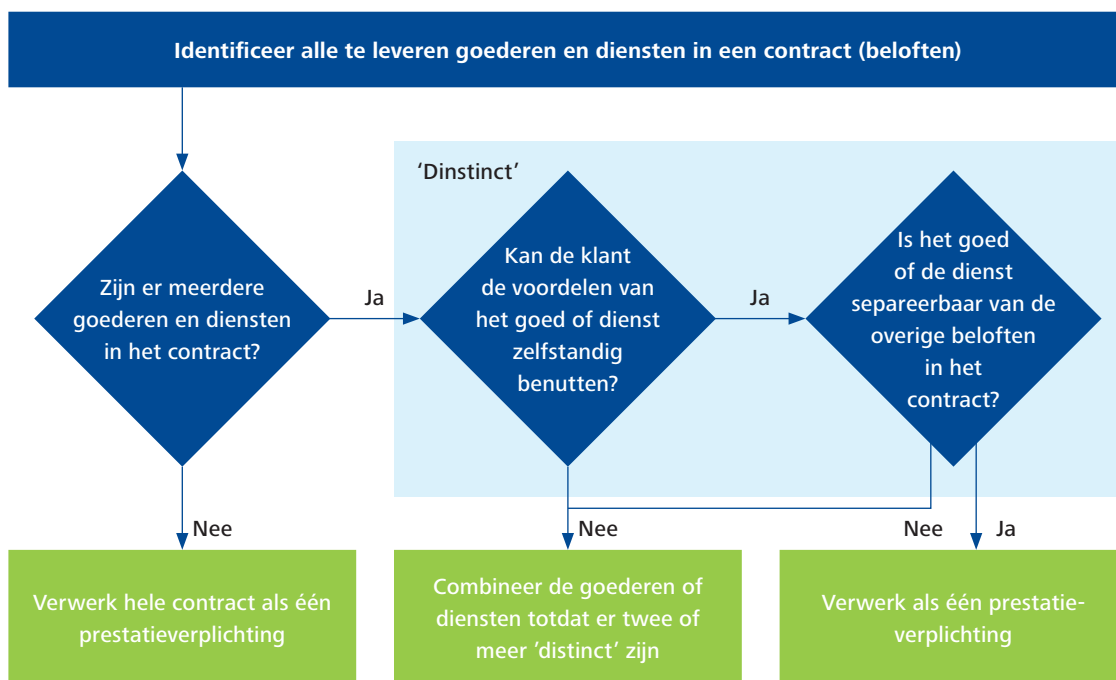 Identificeer alle te leveren goederen en diensten in een contract (beloften)
‘Dinstinct’
Zijn er meerdere
goederen en diensten
in het contract?
Ja
Kan de klant
de voordelen van
het goed of dienst
zelfstandig
benutten?
Ja
Is het goed
of de dienst
separeerbaar van de
overige beloften
in het
contract?
Nee
Nee
Nee
Ja
Verwerk hele contract als één
prestatieverplichting
Combineer de goederen of
diensten totdat er twee of
meer ‘distinct’ zijn
Verwerk als één prestatie-
verplichting